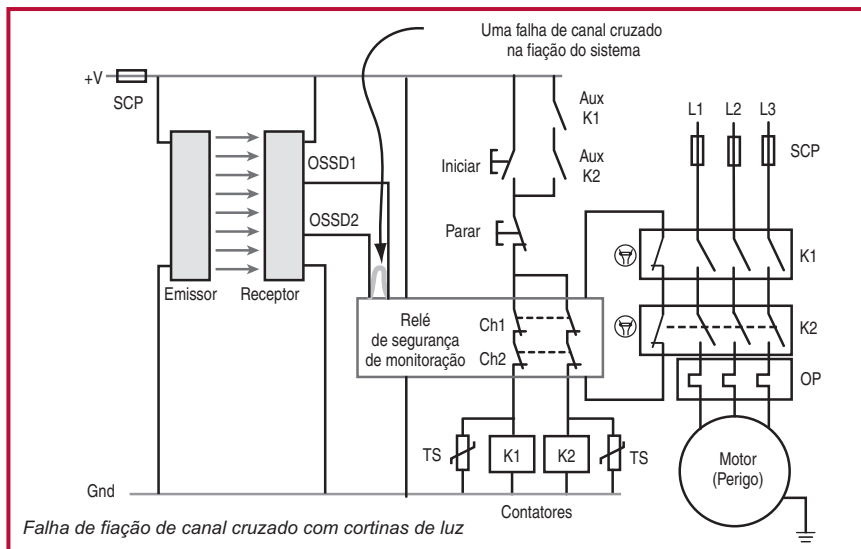 Uma falha de canal cruzado
na fiação do sistema
+V
SCP
Aux
K1
L1
L2
L3
SCP
OSSD1
Iniciar
Aux
K2
OSSD2
Parar
K1
Emissor
Receptor
Relé
de segurança
de monitoração
Ch1
Ch2
K2
OP
TS
K1
K2
TS
Motor
(Perigo)
Gnd
Contatores
Falha de fiação de canal cruzado com cortinas de luz